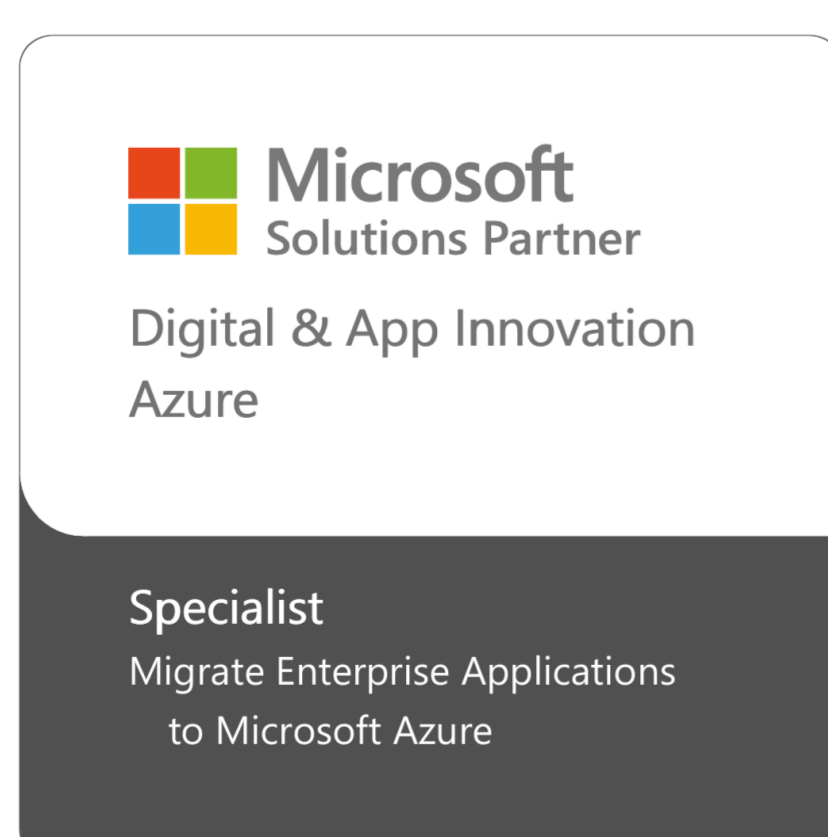 Microsoft
Solutions Partner
Digital & App Innovation
Azure
Specialist
Migrate Enterprise Applications
to Microsoft Azure